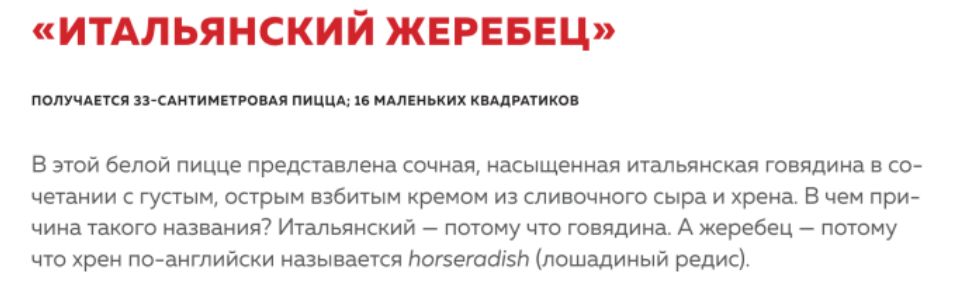 «ИТАЛЬЯНСКИЙ ЖЕРЕБЕЦ»
ПОЛУЧАЕТСЯ 33-САНТИМЕТРОВАЯ ПИЦЦА; 16 МАЛЕНЬКИХ КВАДРАТИКОВ
В этой белой пицце представлена сочная, насыщенная итальянская говядина в со-
четании с густым, острым взбитым кремом из сливочного сыра и хрена. В чем при-
чина такого названия? Итальянский — потому что говядина. А жеребец — потому
что хрен по-английски называется horseradish (лошадиный редис).